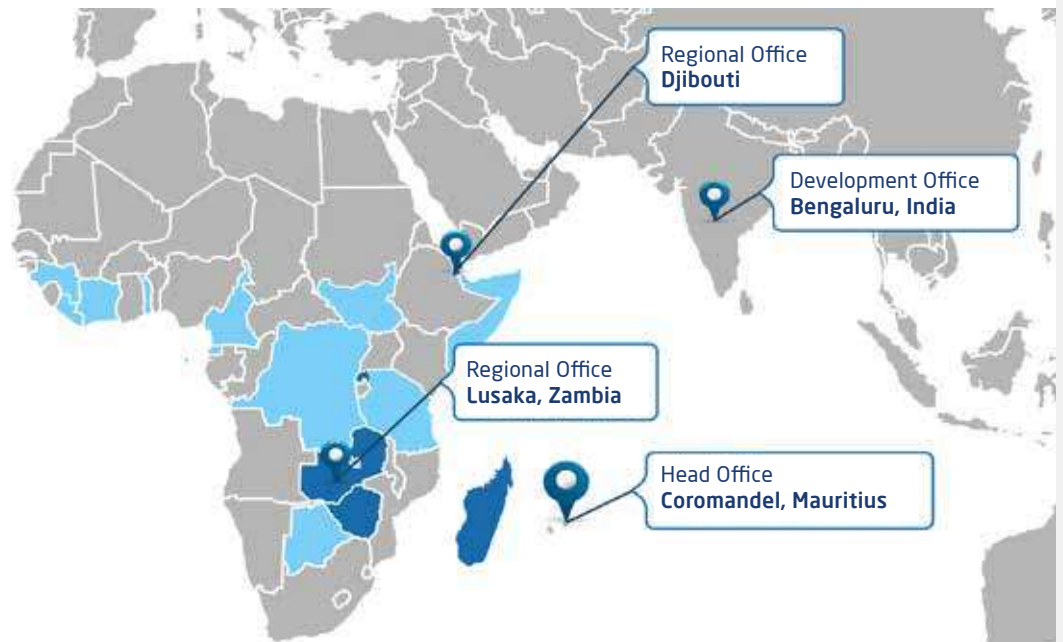 Regional Office
Djibouti
Development Office
Bengaluru, India
Regional Office
Lusaka, Zambia
Head Office
Coromandel, Mauritius